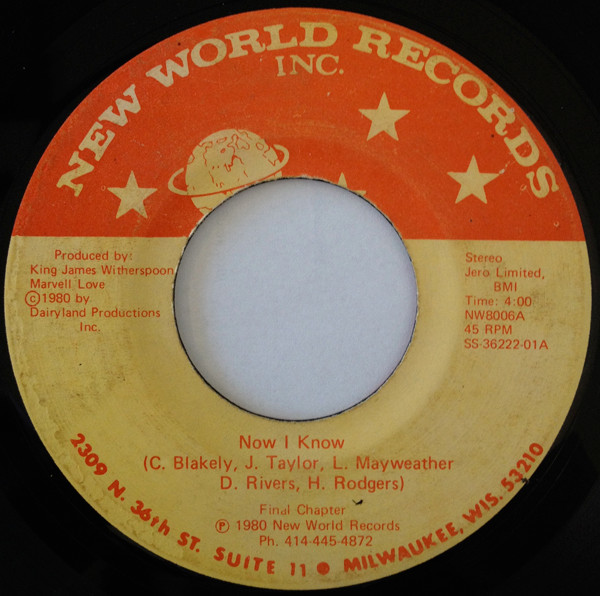 NEW WORLD RECORDS
INC.
Produced by:
King James Witherspoon
Marvell Love
©1980 by
Dairyland Productions
Inc.
Stereo
Jero Limited,
BMI
Time: 4:00
NW8006A
45 RPM
SS-36222-01A
Now I Know
(C. Blakely, J. Taylor, L. Mayweather
D. Rivers, H. Rodgers)
Final Chapter
℗ 1980 New World Records
Ph. 414-445-4872
2309 N. 36th ST. SUITE 11 ● MILWAUKEE, WIS. 53210